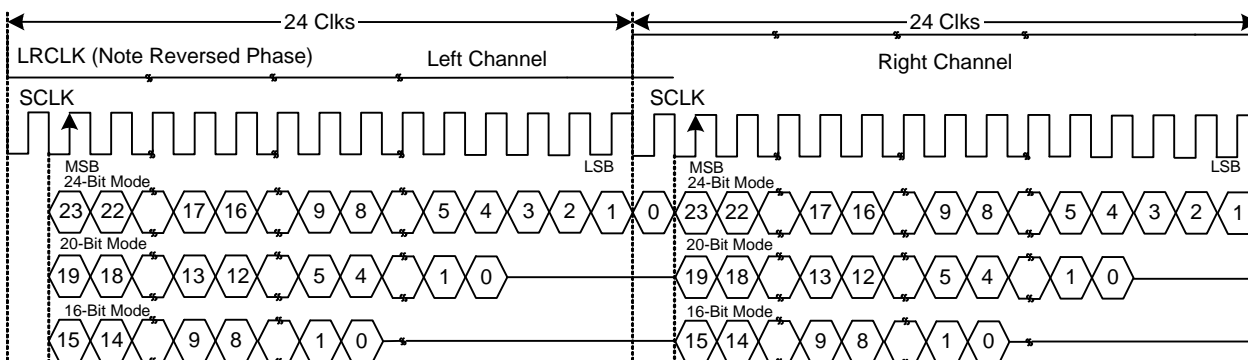 24 Clks 24 Clks
LRCLK (Note Reversed Phase) Left Channel Right Channel
SCLK SCLK
MSB LSB MSB LSB
24-Bit Mode 24-Bit Mode
23 22 17 16 9 8 5 4 3 2 1 0 23 22 17 16 9 8 5 4 3 2 1
20-Bit Mode 20-Bit Mode
19 18 13 12 5 4 1 0 19 18 13 12 5 4 1 0
16-Bit Mode 16-Bit Mode
15 14 9 8 1 0 15 14 9 8 1 0